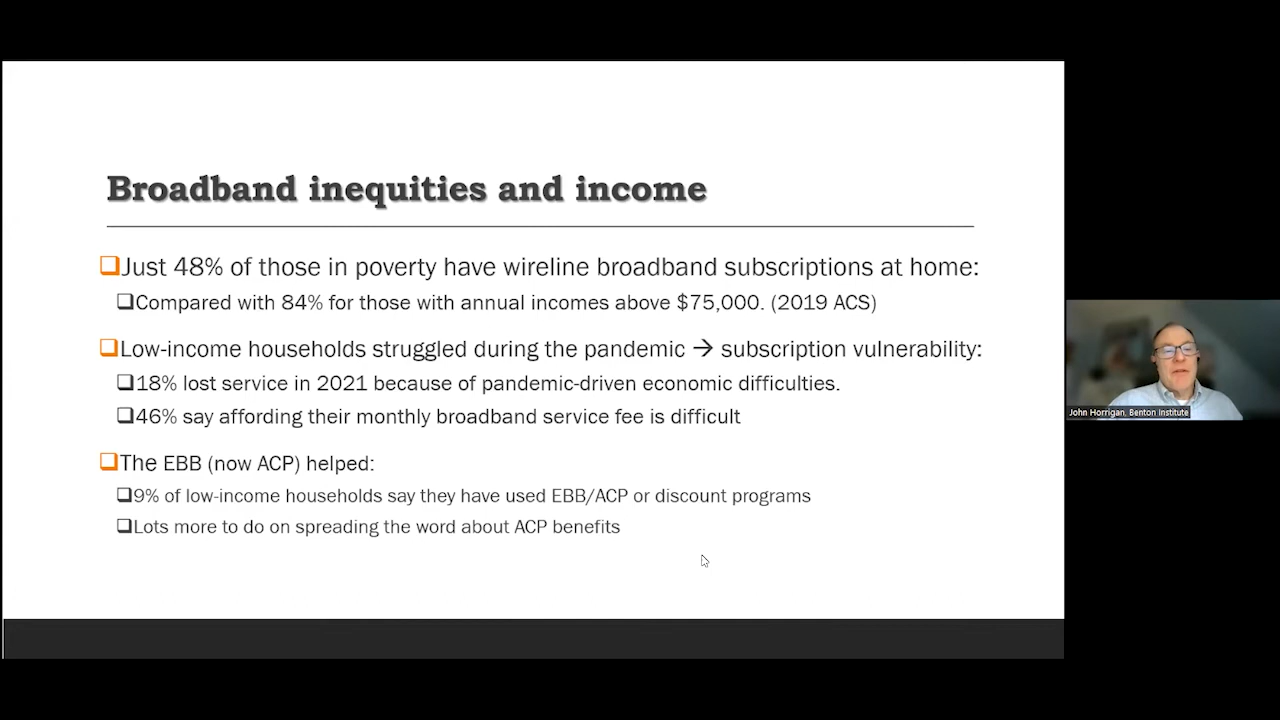 Broadband inequities and income
Just 48% of those in poverty have wireline broadband subscriptions at home:
Compared with 84% for those with annual incomes above $75,000. (2019 ACS)
Low-income households struggled during the pandemic → subscription vulnerability:
18% lost service in 2021 because of pandemic-driven economic difficulties.
46% say affording their monthly broadband service fee is difficult
The EBB (now ACP) helped:
9% of low-income households say they have used EBB/ACP or discount programs
Lots more to do on spreading the word about ACP benefits
John Horrigan, Benton Institute